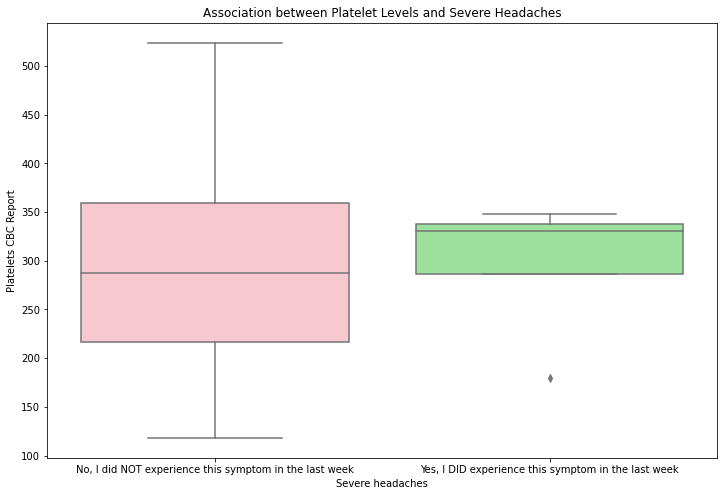 Association between Platelet Levels and Severe Headaches
Platelets CBC Report
500
450
400
350
300
250
200
150
100
No, I did NOT experience this symptom in the last week
Yes, I DID experience this symptom in the last week
Severe headaches